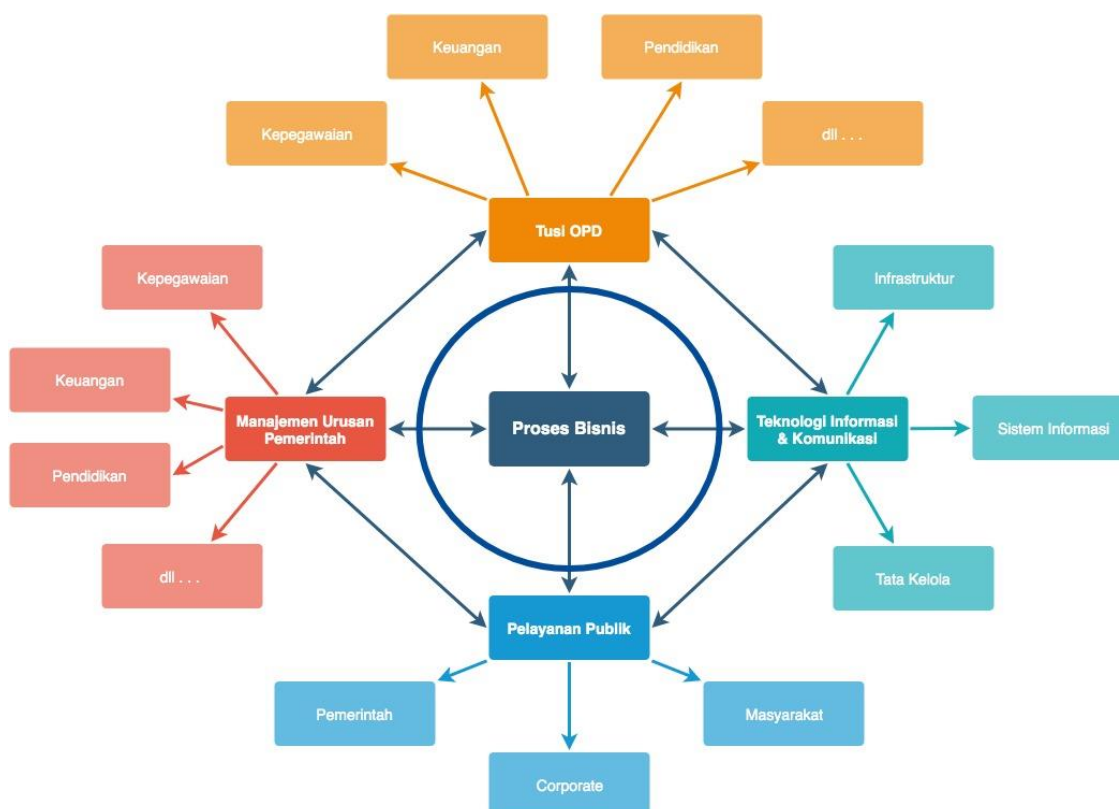 Keuangan
Pendidikan
Kepegawaian
dll . . .
Tusi OPD
Kepegawaian
Infrastruktur
Keuangan
Manajemen Urusan
Pemerintah
Proses Bisnis
Teknologi Informasi
& Komunikasi
Sistem Informasi
Pendidikan
dll . . .
Tata Kelola
Pelayanan Publik
Pemerintah
Masyarakat
Corporate